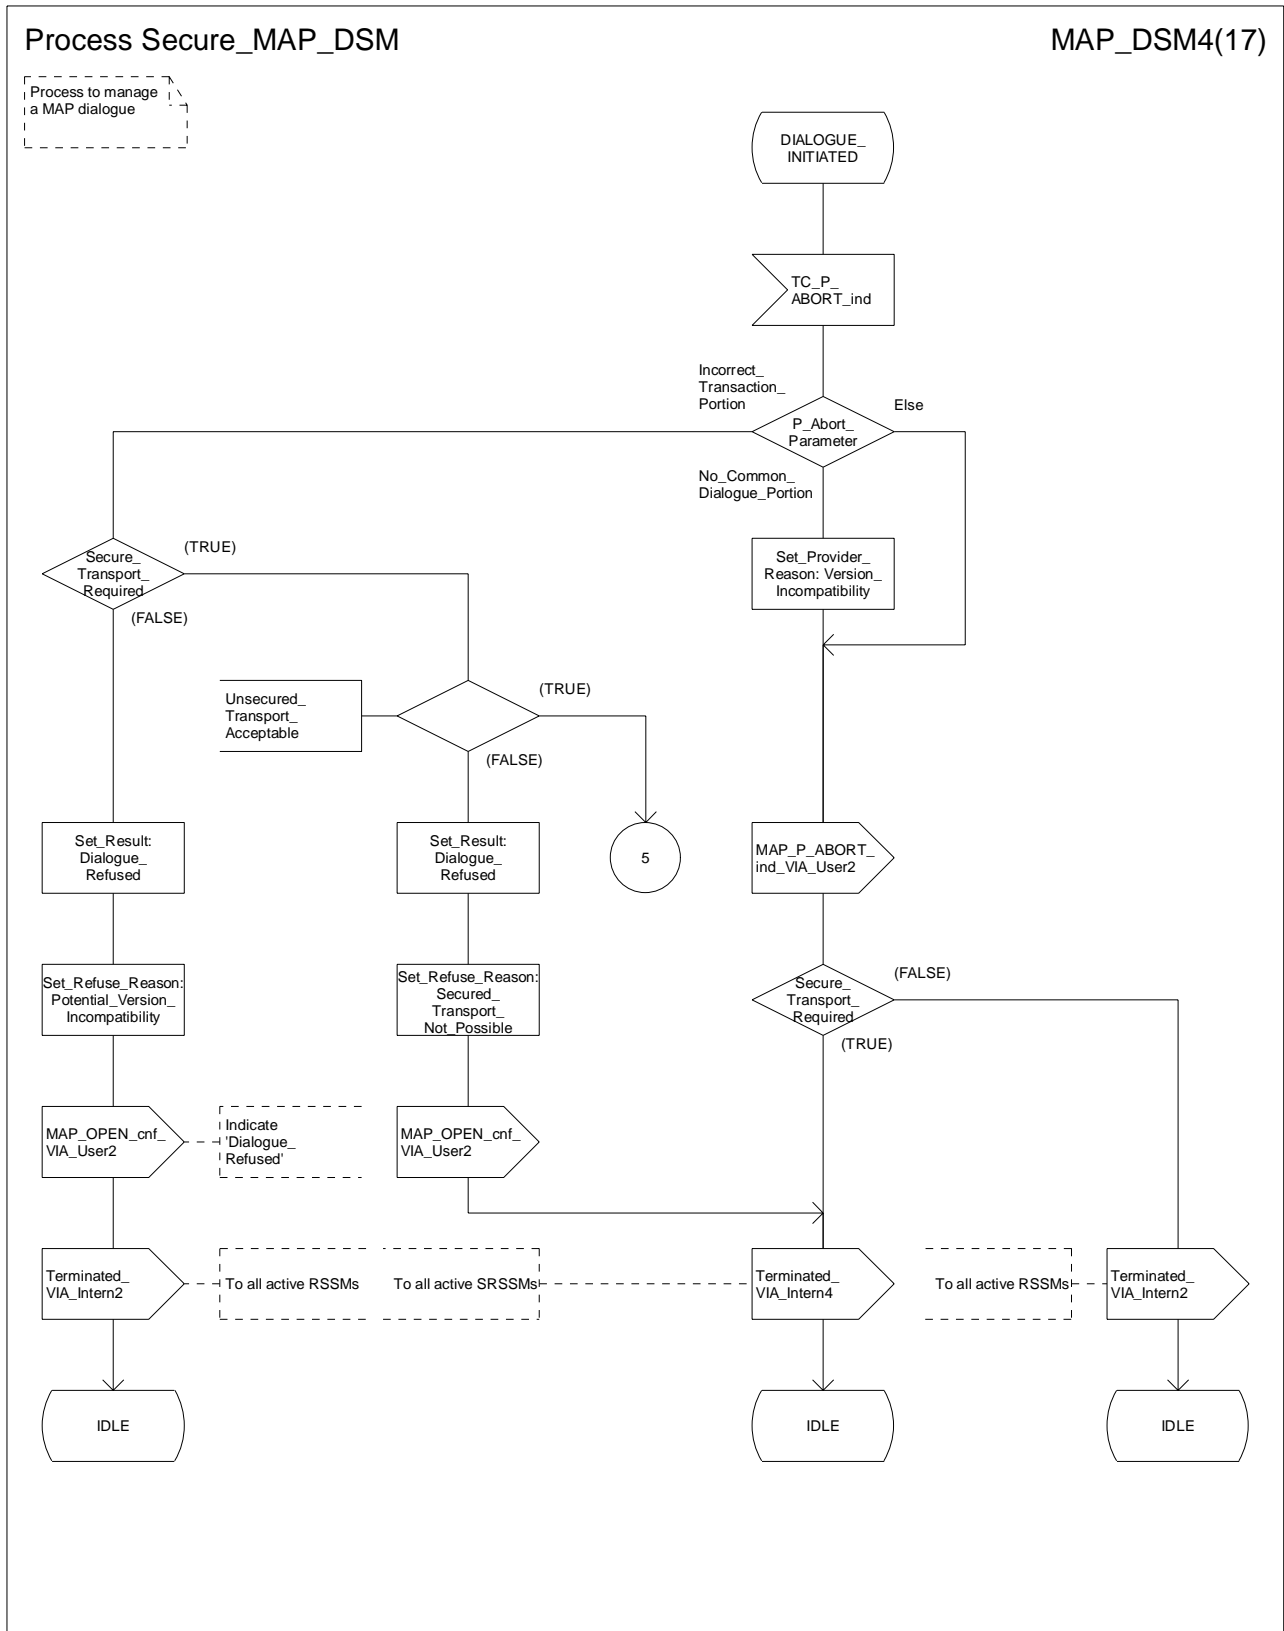 Process Secure_MAP_DSM
MAP_DSM4(17)
Process to manage
a MAP dialogue
DIALOGUE_
INITIATED
TC_P_
ABORT_ind
Incorrect_
Transaction_
Portion
Else
P_Abort_
Parameter
No_Common_
Dialogue_Portion
Secure_
Transport_
Required
(TRUE)
(FALSE)
Set_Provider_
Reason: Version_
Incompatibility
Unsecured_
Transport_
Acceptable
(TRUE)
(FALSE)
Set_Result:
Dialogue_
Refused
Set_Result:
Dialogue_
Refused
5
MAP_P_ABORT_
ind_VIA_User2
Set_Refuse_Reason:
Potential_Version_
Incompatibility
Set_Refuse_Reason:
Secured_
Transport_
Not_Possible
Secure_
Transport_
Required
(FALSE)
(TRUE)
MAP_OPEN_cnf_
VIA_User2
Indicate
'Dialogue_
Refused'
MAP_OPEN_cnf_
VIA_User2
Terminated_
VIA_Intern2
To all active RSSMs
To all active SRSSMs
Terminated_
VIA_Intern4
To all active RSSMs
Terminated_
VIA_Intern2
IDLE
IDLE
IDLE